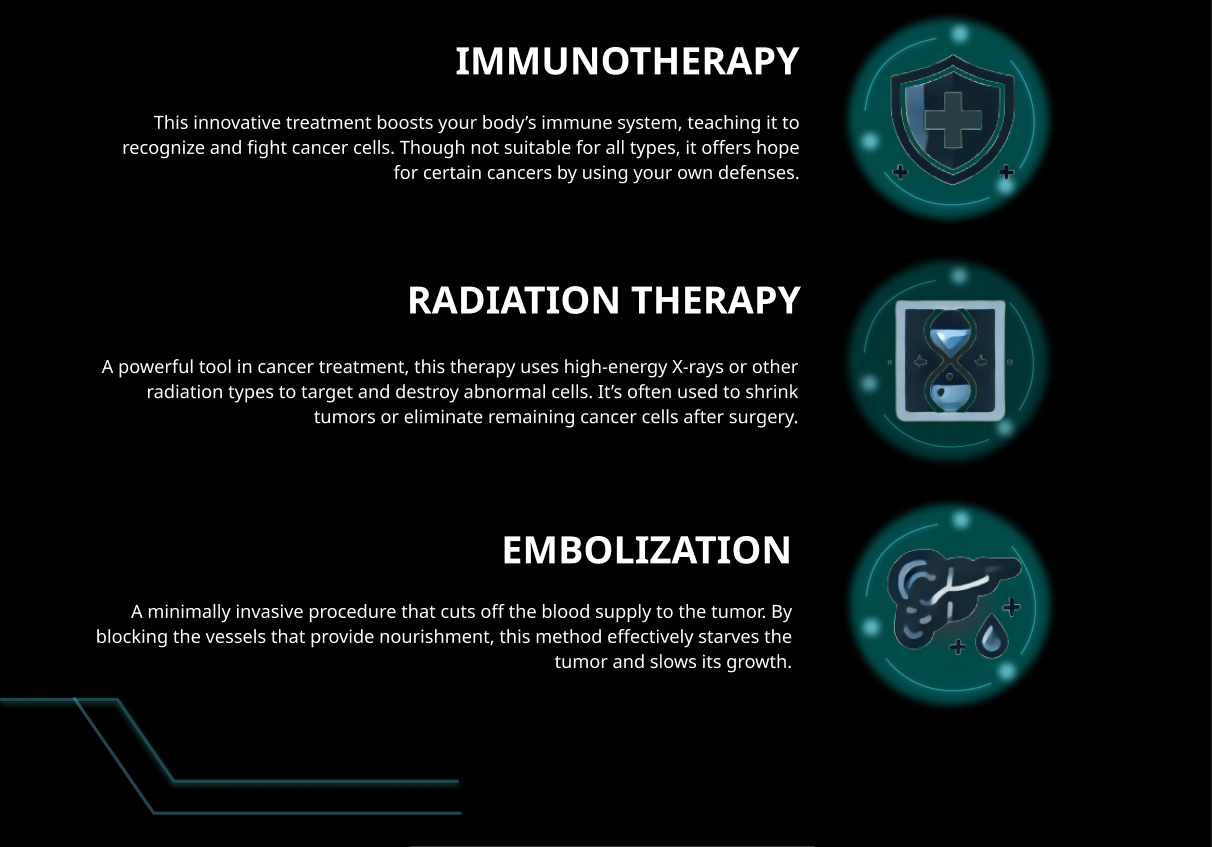 IMMUNOTHERAPY
This innovative treatment boosts your body’s immune system, teaching it to
recognize and fight cancer cells. Though not suitable for all types, it offers hope
for certain cancers by using your own defenses.
RADIATION THERAPY
A powerful tool in cancer treatment, this therapy uses high-energy X-rays or other
radiation types to target and destroy abnormal cells. It’s often used to shrink
tumors or eliminate remaining cancer cells after surgery.
EMBOLIZATION
A minimally invasive procedure that cuts off the blood supply to the tumor. By
blocking the vessels that provide nourishment, this method effectively starves the
tumor and slows its growth.